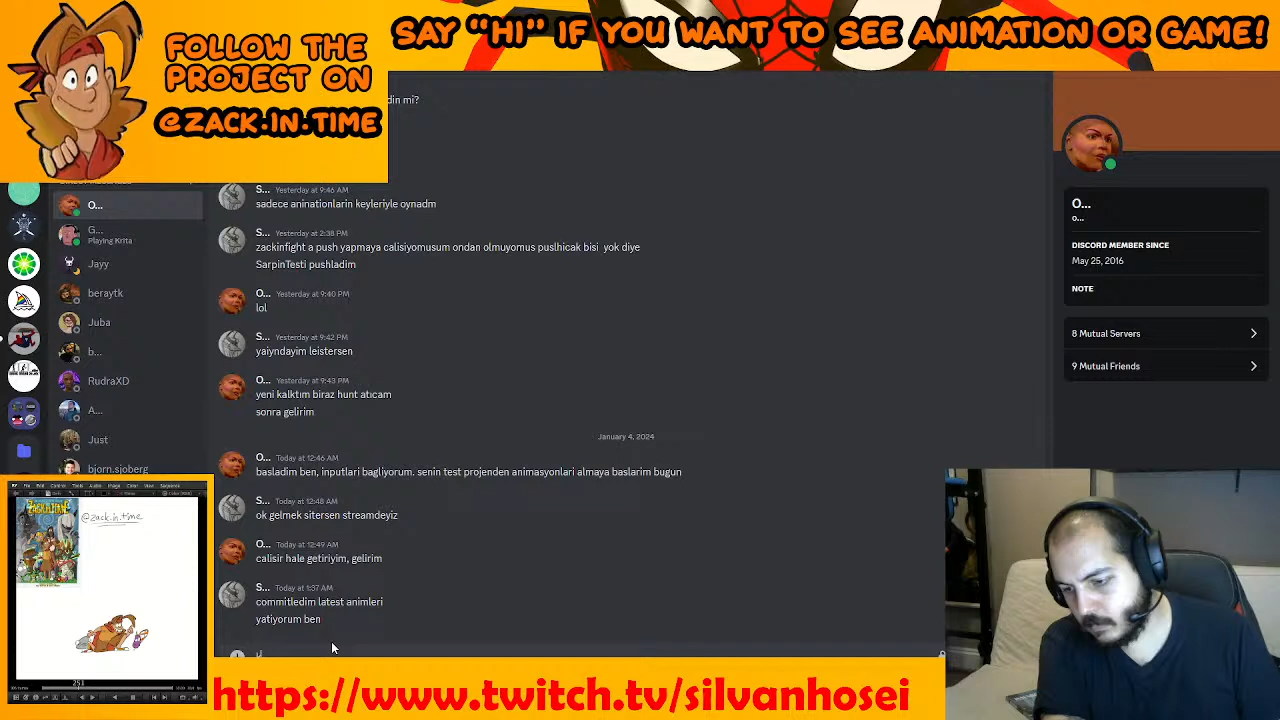 SAY "HI" IF YOU WANT TO SEE ANIMATION OR GAME!
FOLLOW THE
PROJECT ON
@ZACK.IN.TIME
din mi?
O...
G...
Playing Krita
Jayy
beraytk
Juba
b...
RudraXD
A...
Just
bjorn.sjoberg
S... Yesterday at 9:46 AM
sadece aninationlarin keyleriyle oynadm
S... Yesterday at 2:38 PM
zackinfight a push yapmaya calisiyomusum ondan olmuyomus puslhicak bisi yok diye
SarpinTesti pushladim
O... Yesterday at 9:40 PM
lol
S... Yesterday at 9:42 PM
yaiyndayim leistersen
O... Yesterday at 9:43 PM
yeni kalktım biraz hunt atıcam
sonra gelirim
January 4, 2024
O... Today at 12:46 AM
basladim ben, inputlari bagliyorum. senin test projenden animasyonlari almaya baslarim bugun
S... Today at 12:48 AM
ok gelmek sitersen streamdeyiz
O... Today at 12:49 AM
calisir hale getiriyim, gelirim
S... Today at 1:37 AM
commitledim latest animleri
yatiyorum ben
O...
o...
DISCORD MEMBER SINCE
May 25, 2016
NOTE
8 Mutual Servers
9 Mutual Friends
@zack.in.time
251
https://www.twitch.tv/silvanhosei